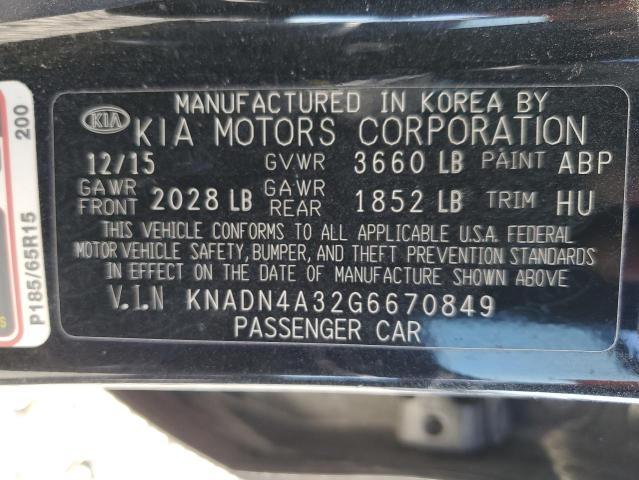 MANUFACTURED IN KOREA BY
KIA KIA MOTORS CORPORATION
12/15 GVWR 3660 LB PAINT ABP
GAWR FRONT 2028 LB GAWR REAR 1852 LB TRIM HU
THIS VEHICLE CONFORMS TO ALL APPLICABLE U.S.A. FEDERAL
MOTOR VEHICLE SAFETY, BUMPER, AND THEFT PREVENTION STANDARDS
IN EFFECT ON THE DATE OF MANUFACTURE SHOWN ABOVE
V.I.N KNADN4A32G6670849
PASSENGER CAR
200
P185/65R15